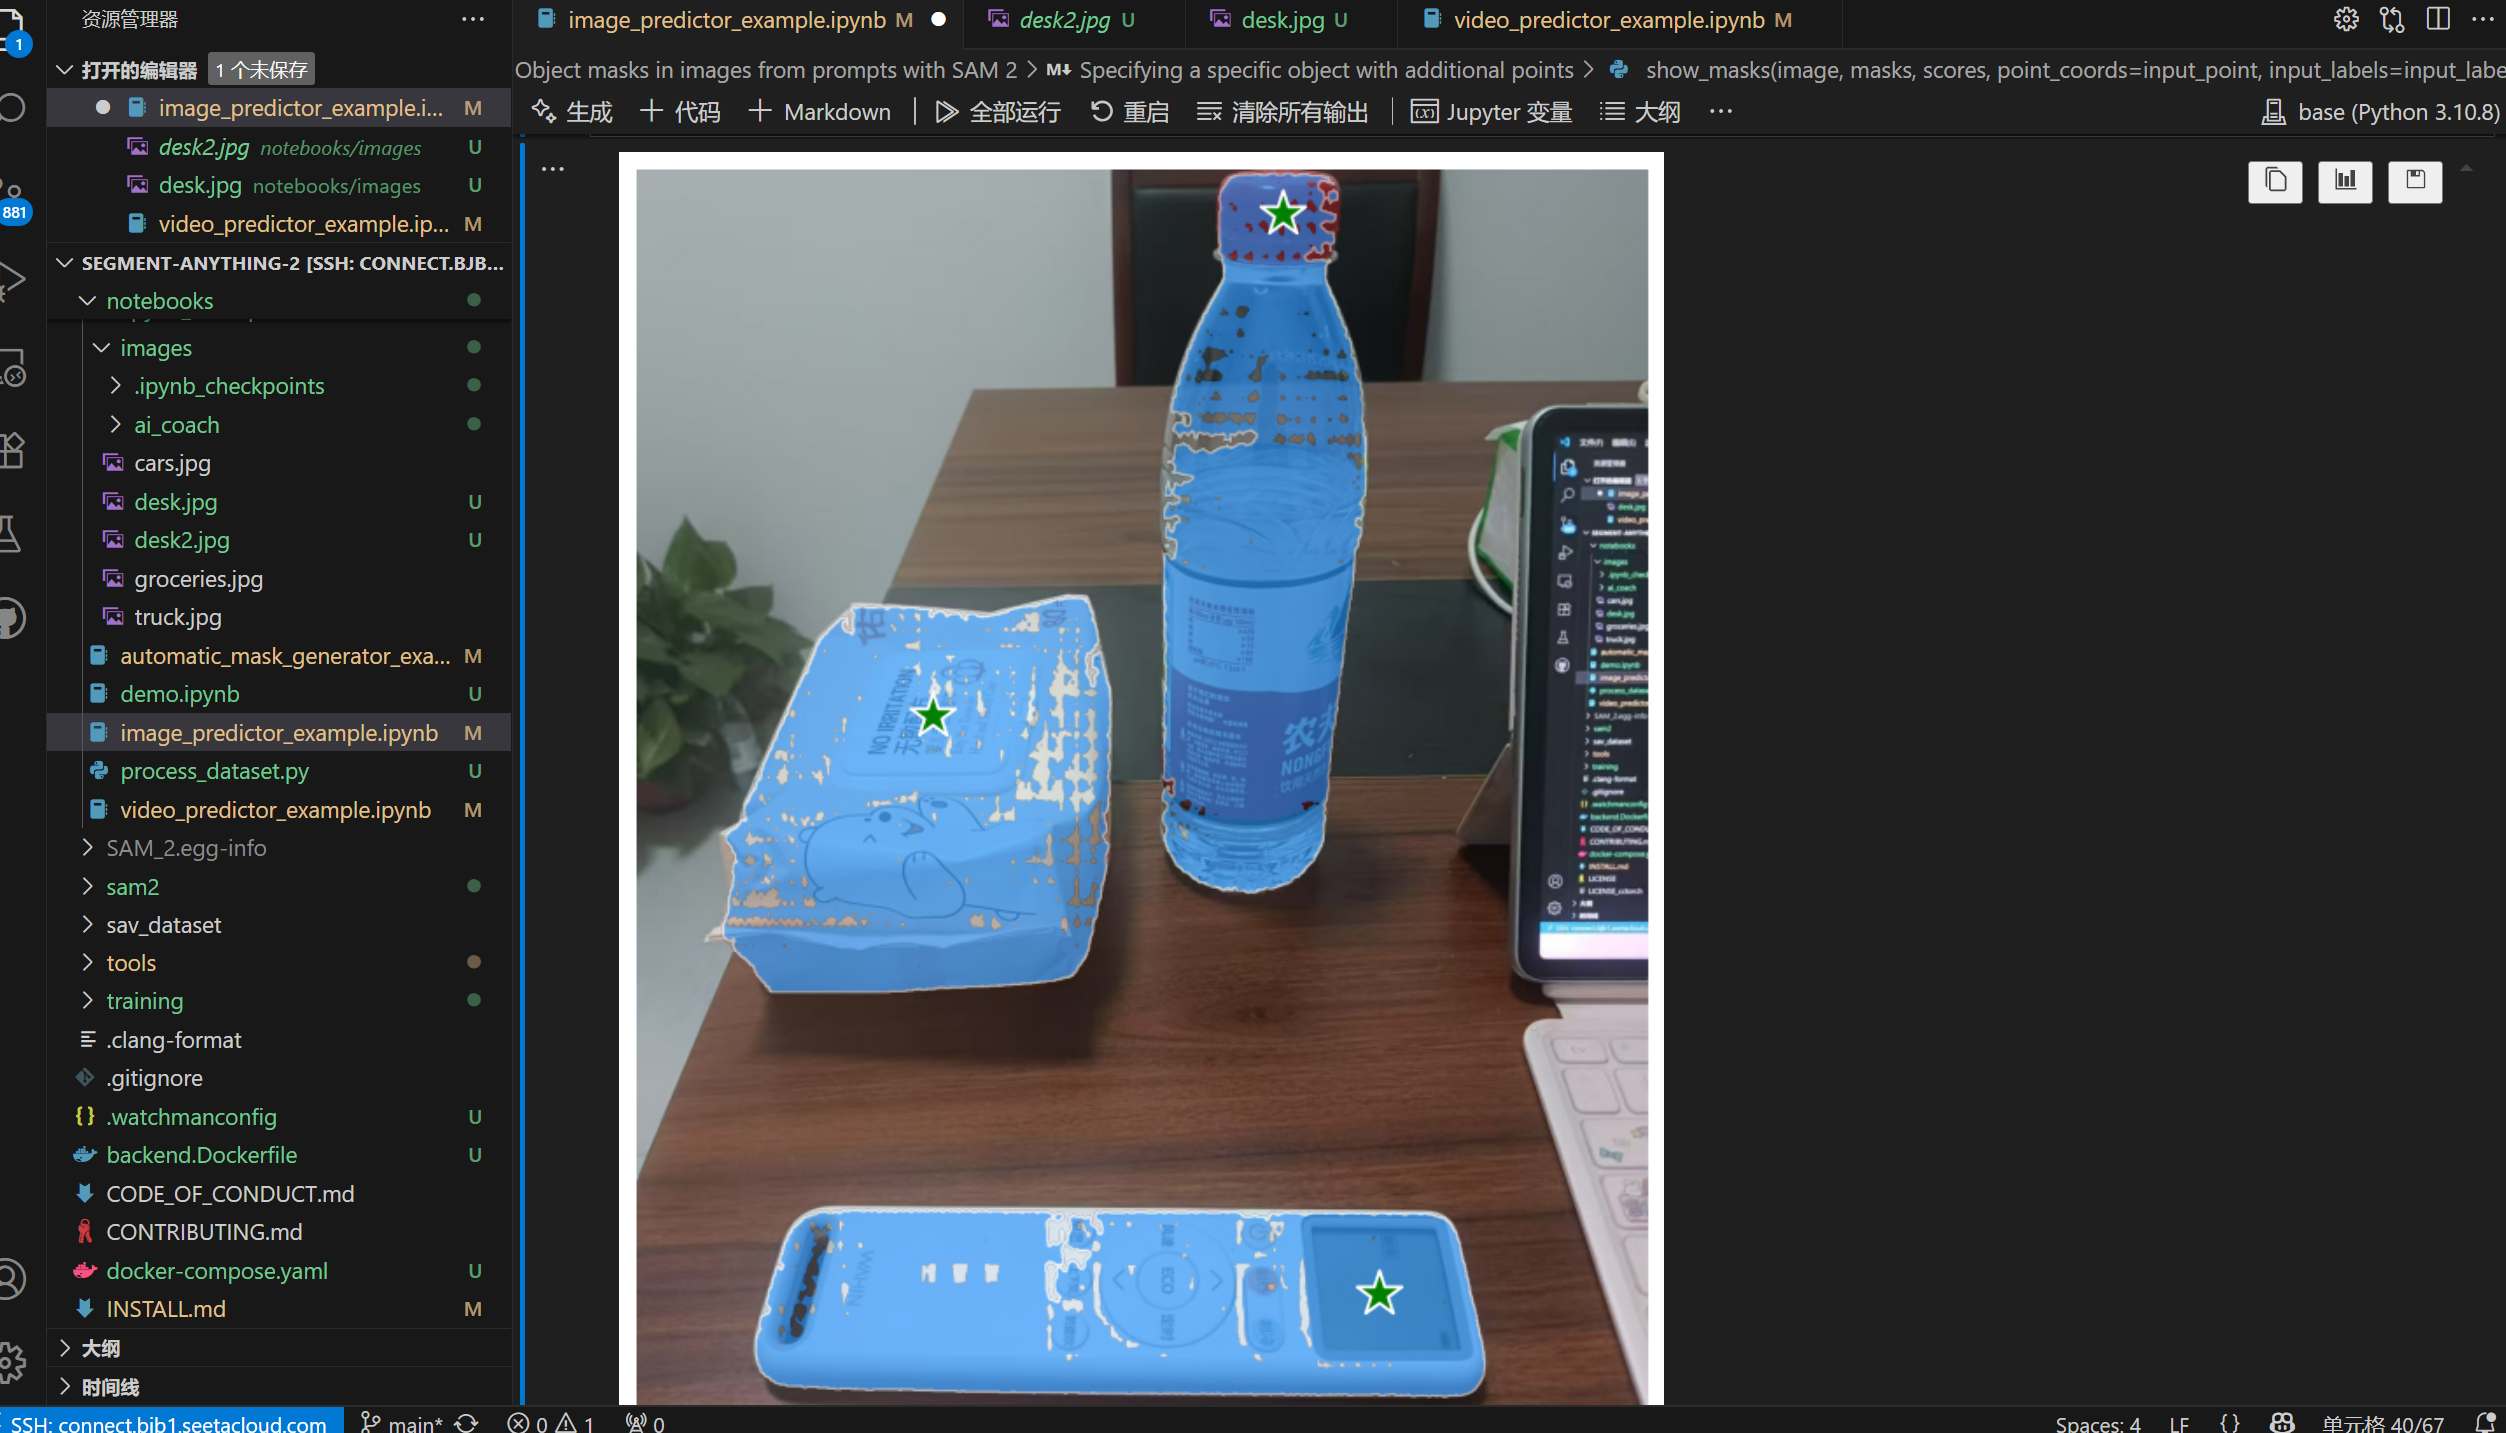 资源管理器
打开的编辑器 1 个未保存
image_predictor_example.i... M
desk2.jpg notebooks/images U
desk.jpg notebooks/images U
video_predictor_example.ip... M
SEGMENT-ANYTHING-2 [SSH: CONNECT.BJB...
notebooks
images
.ipynb_checkpoints
ai_coach
cars.jpg
desk.jpg U
desk2.jpg U
groceries.jpg
truck.jpg
automatic_mask_generator_exa... M
demo.ipynb U
image_predictor_example.ipynb M
process_dataset.py U
video_predictor_example.ipynb M
SAM_2.egg-info
sam2
sav_dataset
tools
training
.clang-format
.gitignore
.watchmanconfig U
backend.Dockerfile U
CODE_OF_CONDUCT.md
CONTRIBUTING.md
docker-compose.yaml U
INSTALL.md M
大纲
时间线
1
881
image_predictor_example.ipynb M
desk2.jpg U
desk.jpg U
video_predictor_example.ipynb M
Object masks in images from prompts with SAM 2 > M↓ Specifying a specific object with additional points > show_masks(image, masks, scores, point_coords=input_point, input_labels=input_labe
生成 代码 Markdown 全部运行 重启 清除所有输出 Jupyter 变量 大纲 ...
base (Python 3.10.8)
NO IRRITATION
佑
80
农夫
NONGF
ECO
SSH: connect.bjb1.seetacloud.com main* 0 1 0
Spaces: 4 LF {} 单元格 40/67